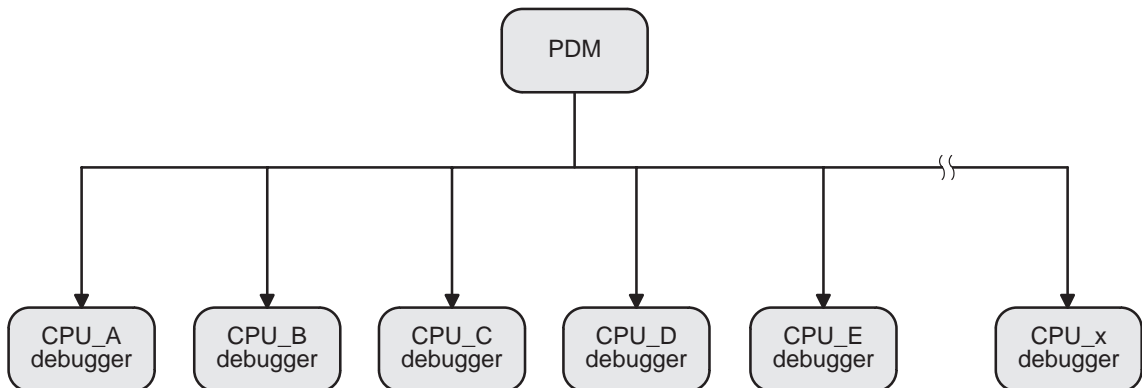 PDM
CPU_A
debugger
CPU_B
debugger
CPU_C
debugger
CPU_D
debugger
CPU_E
debugger
CPU_x
debugger